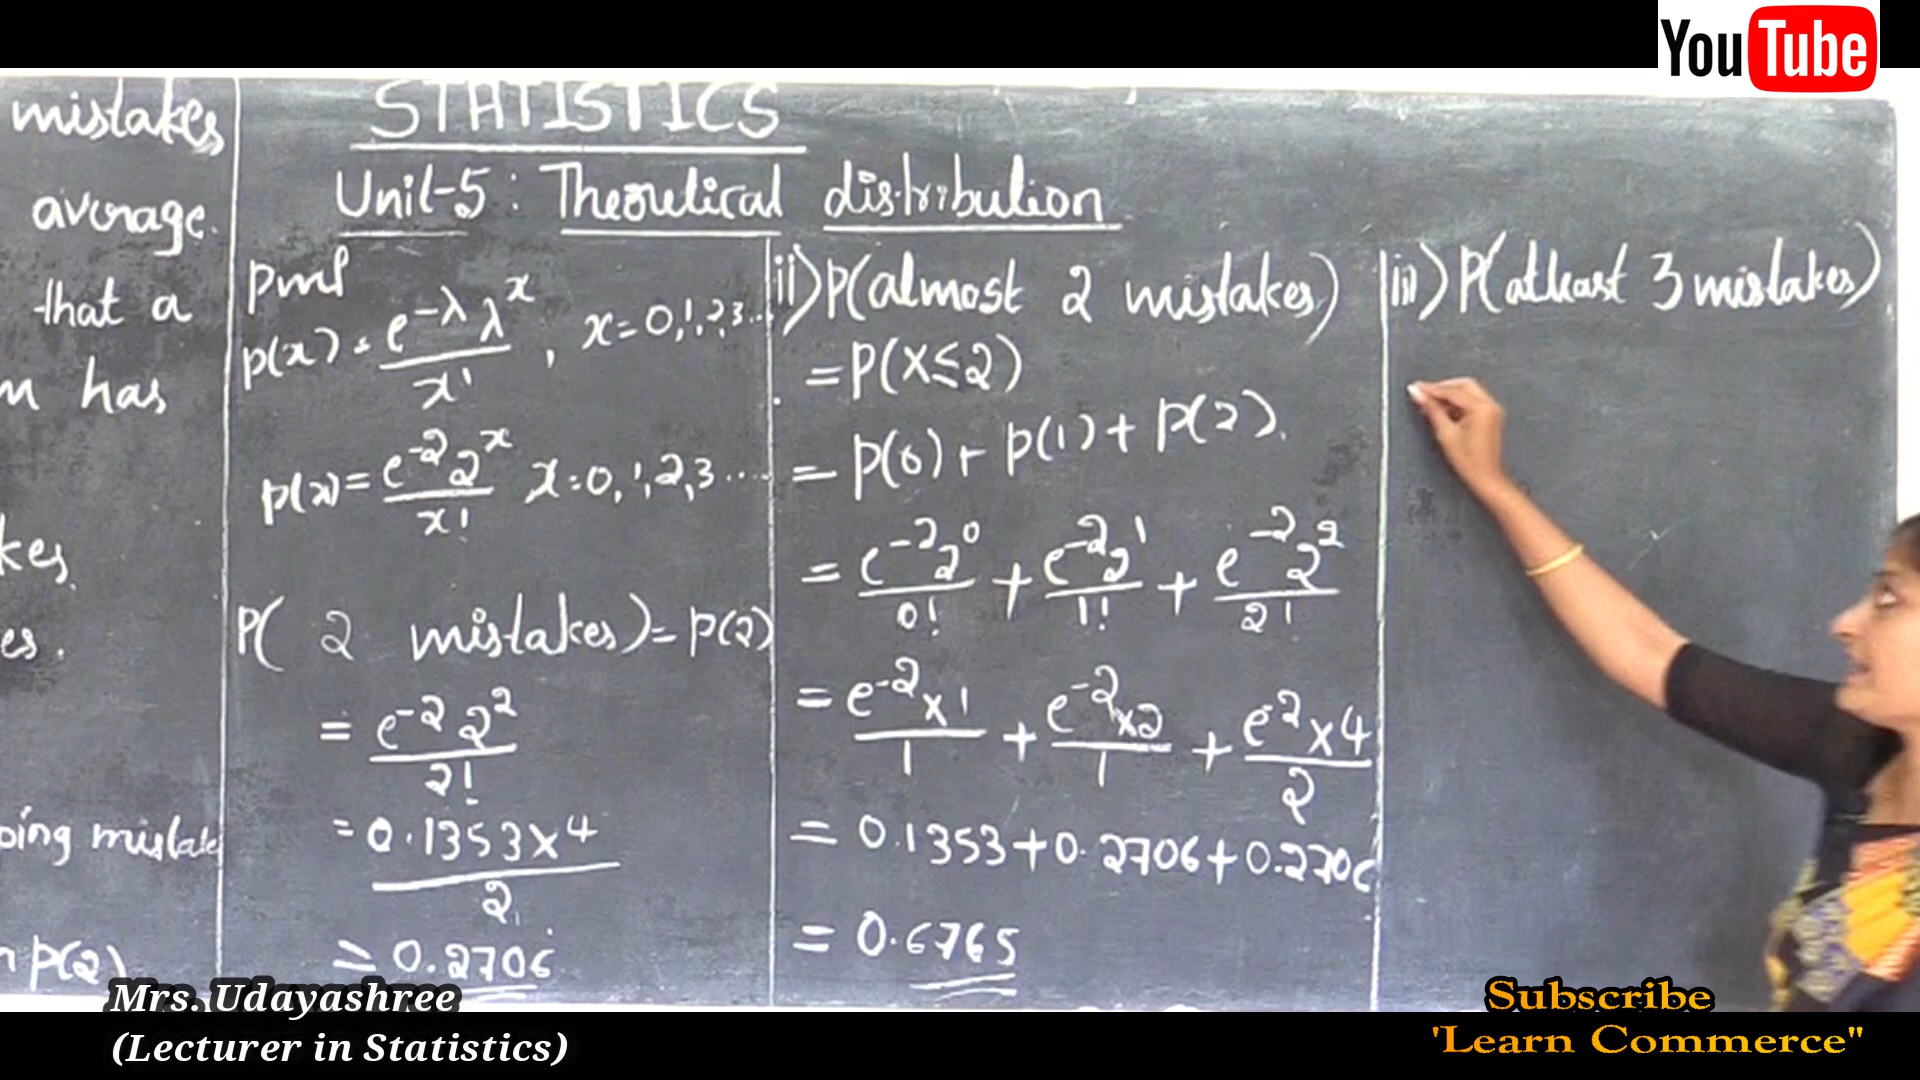 YouTube
mistakes
average.
that a
m has
kes.
es.
ping mistake
P(2)
STATISTICS
Unit-5 : Theoretical distribution
pmf
p(x) = e^-λ λ^x / x! , x = 0,1,2,3...
p(x) = e^-2 2^x / x! x = 0,1,2,3....
P( 2 mistakes) = P(2)
= e^-2 2^2 / 2!
= 0.1353 x 4 / 2
= 0.2706
ii) P(almost 2 mistakes)
= P(X ≤ 2)
= P(0) + P(1) + P(2).
= e^-2 2^0 / 0! + e^-2 2^1 / 1! + e^-2 2^2 / 2!
= e^-2 x 1 / 1 + e^-2 x 2 / 1 + e^-2 x 4 / 2
= 0.1353 + 0.2706 + 0.2706
= 0.6765
iii) P(atleast 3 mistakes)
Mrs. Udayashree
(Lecturer in Statistics)
Subscribe
'Learn Commerce"